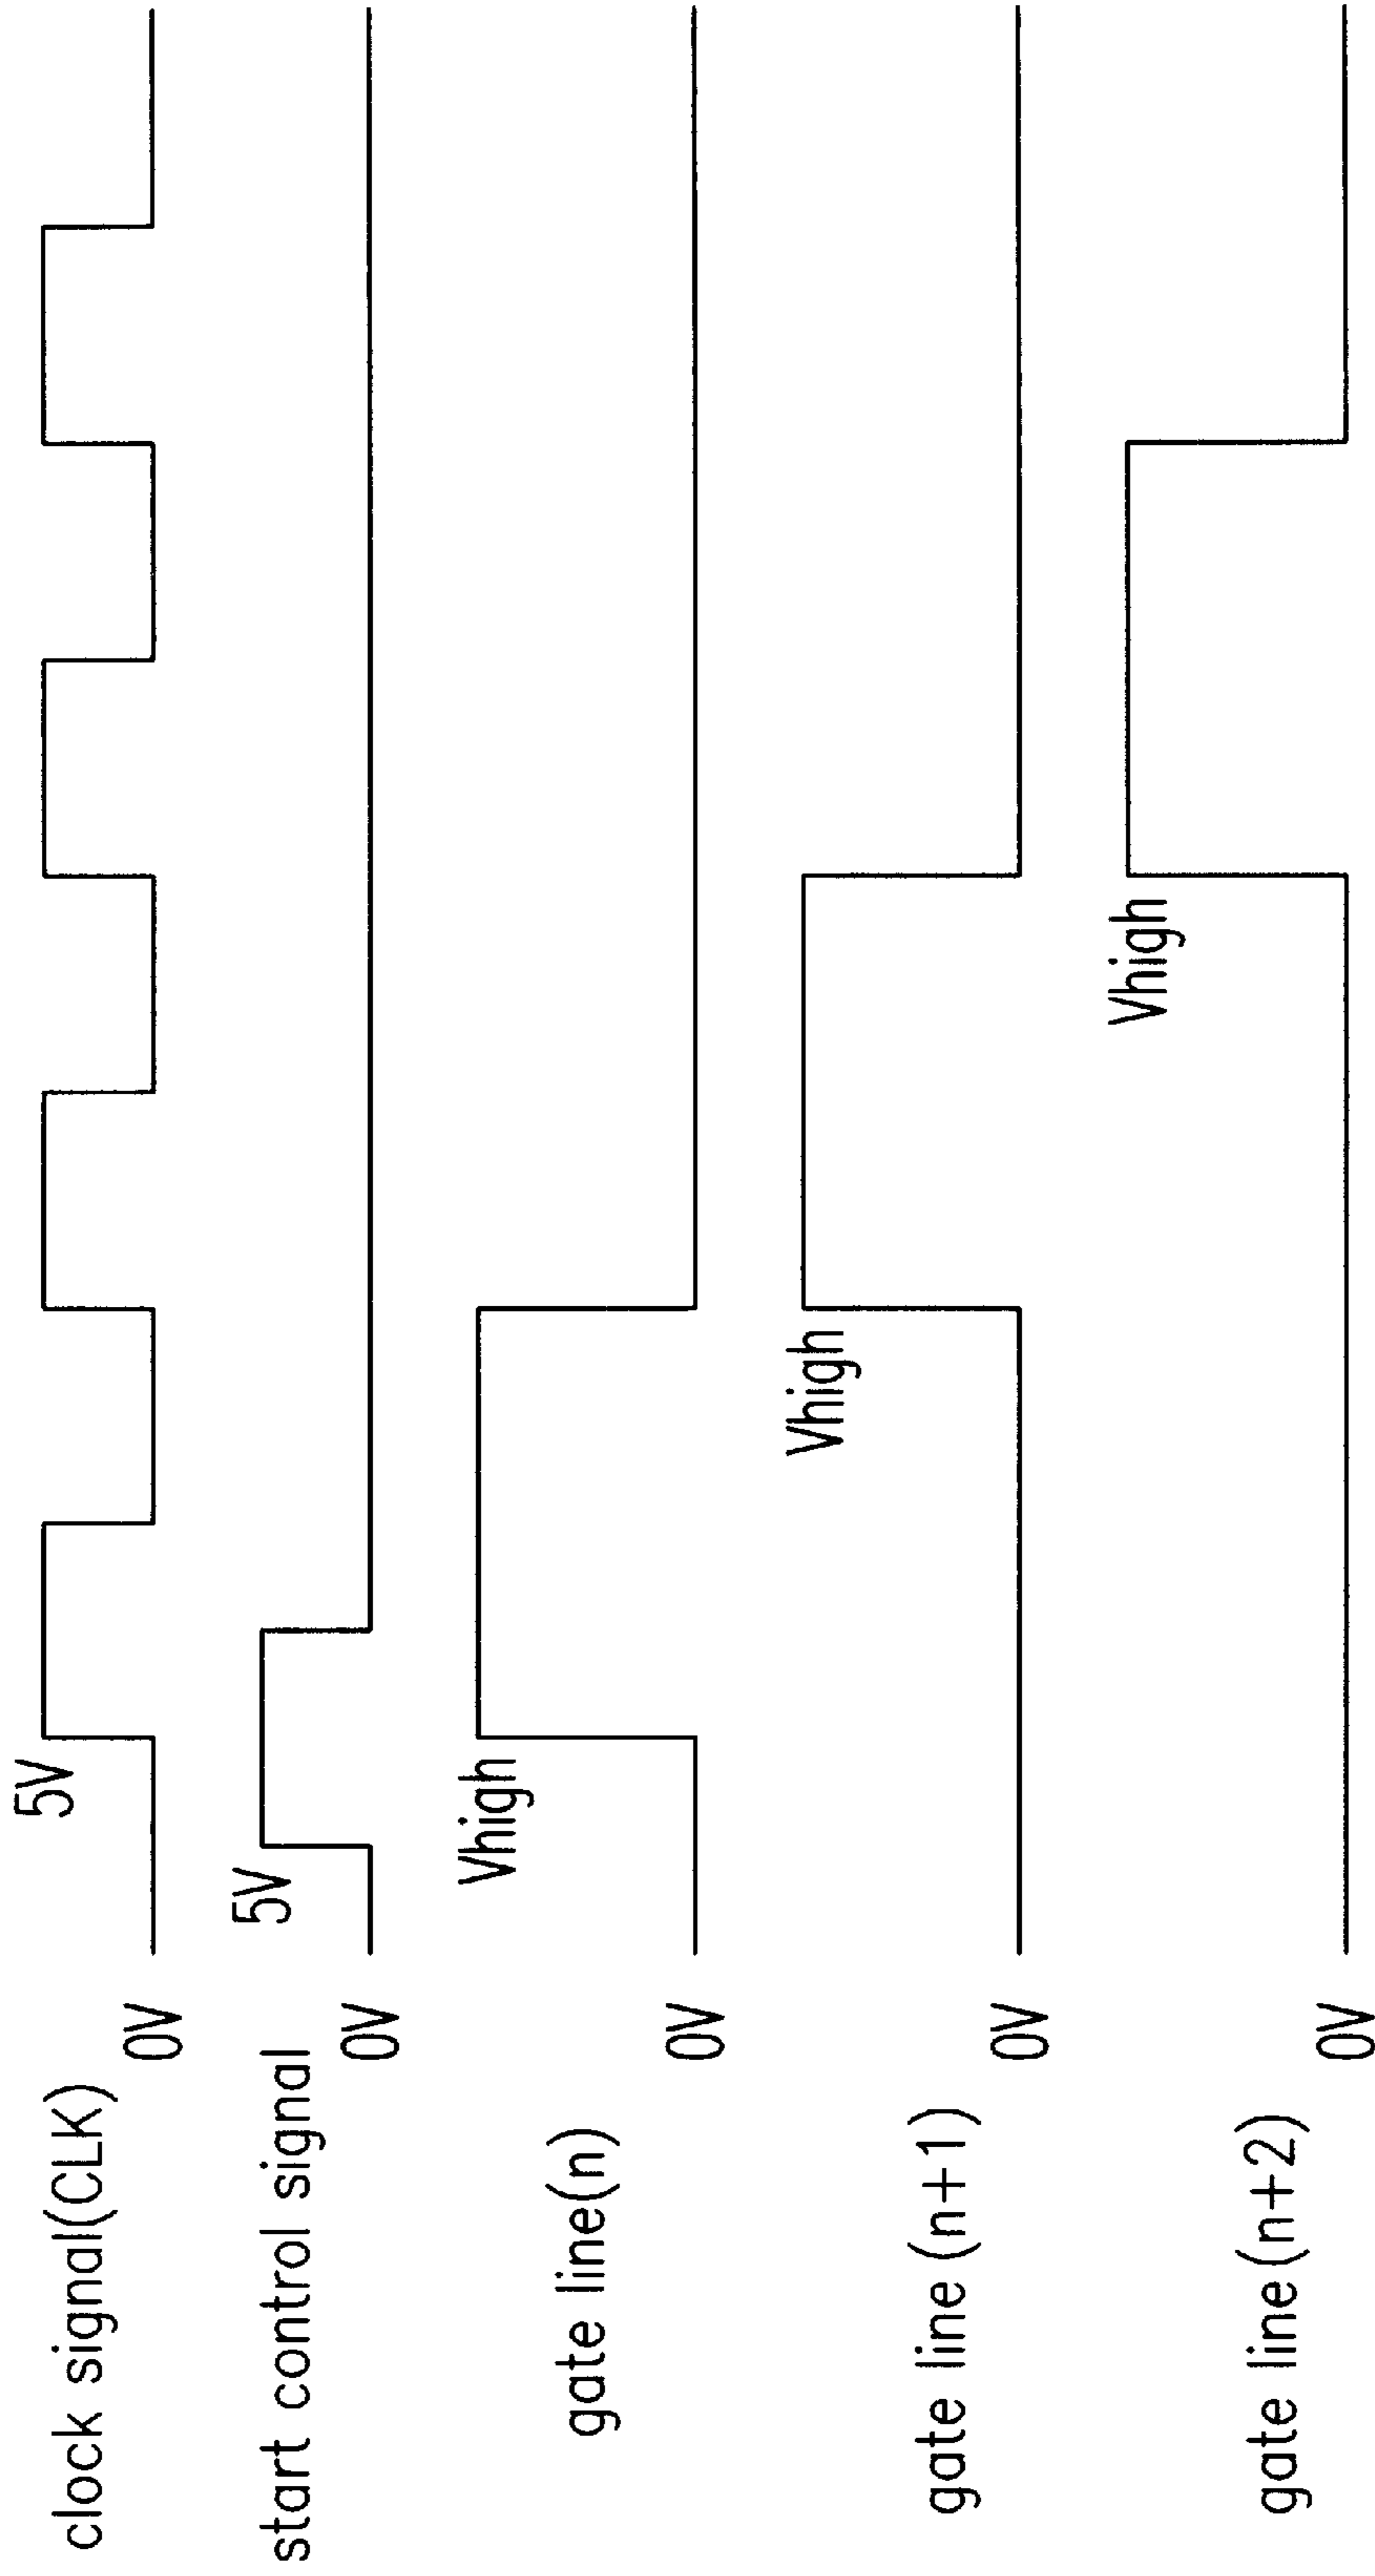 clock signal(CLK)
5V
0V
start control signal
5V
0V
gate line(n)
Vhigh
0V
gate line (n+1)
Vhigh
0V
gate line(n+2)
Vhigh
0V